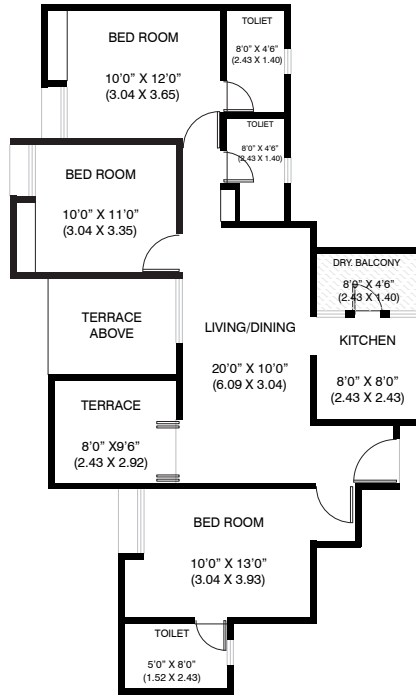 BED ROOM
10'0" X 12'0"
(3.04 X 3.65)
TOLIET
8'0" X 4'6"
(2.43 X 1.40)
TOLIET
8'0" X 4'6"
(2.43 X 1.40)
BED ROOM
10'0" X 11'0"
(3.04 X 3.35)
DRY. BALCONY
8'0" X 4'6"
(2.43 X 1.40)
TERRACE
ABOVE
LIVING/DINING
20'0" X 10'0"
(6.09 X 3.04)
KITCHEN
8'0" X 8'0"
(2.43 X 2.43)
TERRACE
8'0" X9'6"
(2.43 X 2.92)
BED ROOM
10'0" X 13'0"
(3.04 X 3.93)
TOILET
5'0" X 8'0"
(1.52 X 2.43)